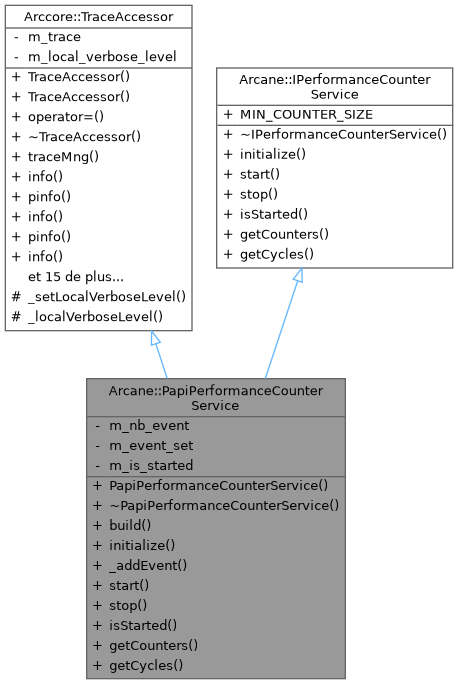 Arccore::TraceAccessor
- m_trace
- m_local_verbose_level
+ TraceAccessor()
+ TraceAccessor()
+ operator=()
+ ~TraceAccessor()
+ traceMng()
+ info()
+ pinfo()
+ info()
+ pinfo()
+ info()
et 15 de plus...
# _setLocalVerboseLevel()
# _localVerboseLevel()
Arcane::IPerformanceCounter
Service
+ MIN_COUNTER_SIZE
+ ~IPerformanceCounterService()
+ initialize()
+ start()
+ stop()
+ isStarted()
+ getCounters()
+ getCycles()
Arcane::PapiPerformanceCounter
Service
- m_nb_event
- m_event_set
- m_is_started
+ PapiPerformanceCounterService()
+ ~PapiPerformanceCounterService()
+ build()
+ initialize()
+ _addEvent()
+ start()
+ stop()
+ isStarted()
+ getCounters()
+ getCycles()